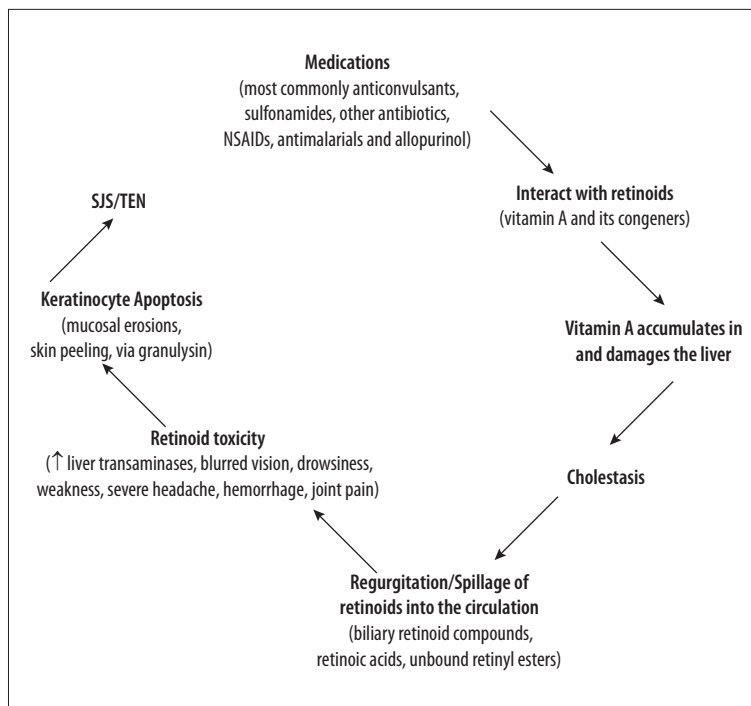 Medications
(most commonly anticonvulsants,
sulfonamides, other antibiotics,
NSAIDs, antimalarials and allopurinol)
Interact with retinoids
(vitamin A and its congeners)
Vitamin A accumulates in
and damages the liver
Cholestasis
Regurgitation/Spillage of
retinoids into the circulation
(biliary retinoid compounds,
retinoic acids, unbound retinyl esters)
Retinoid toxicity
(↑ liver transaminases, blurred vision, drowsiness,
weakness, severe headache, hemorrhage, joint pain)
Keratinocyte Apoptosis
(mucosal erosions,
skin peeling, via granulysin)
SJS/TEN